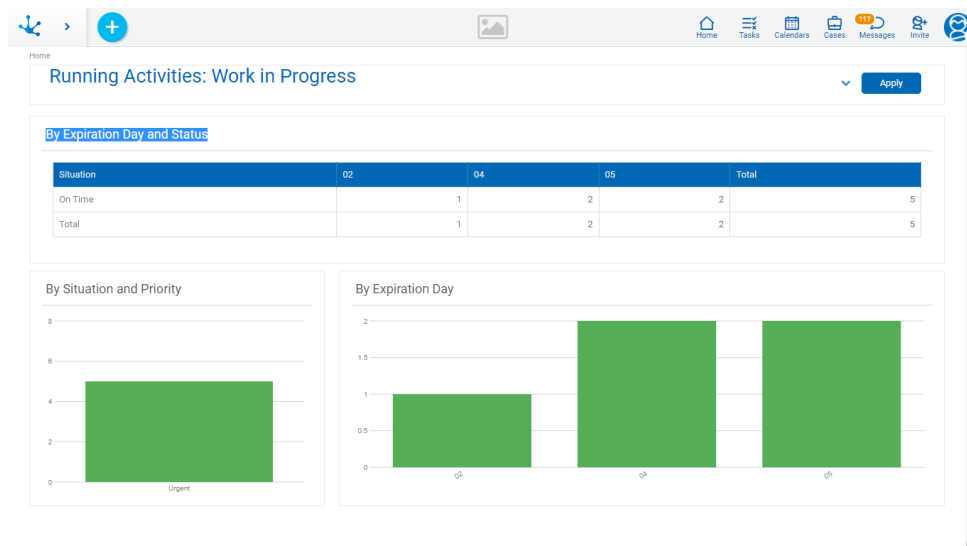 117
Home Tasks Calendars Cases Messages Invite
Home
Running Activities: Work in Progress
Apply
By Expiration Day and Status
Situation 02 04 05 Total
On Time 1 2 2 5
Total 1 2 2 5
By Situation and Priority
8
6
4
2
0
Urgent
By Expiration Day
2
1.5
1
0.5
0
02 04 05